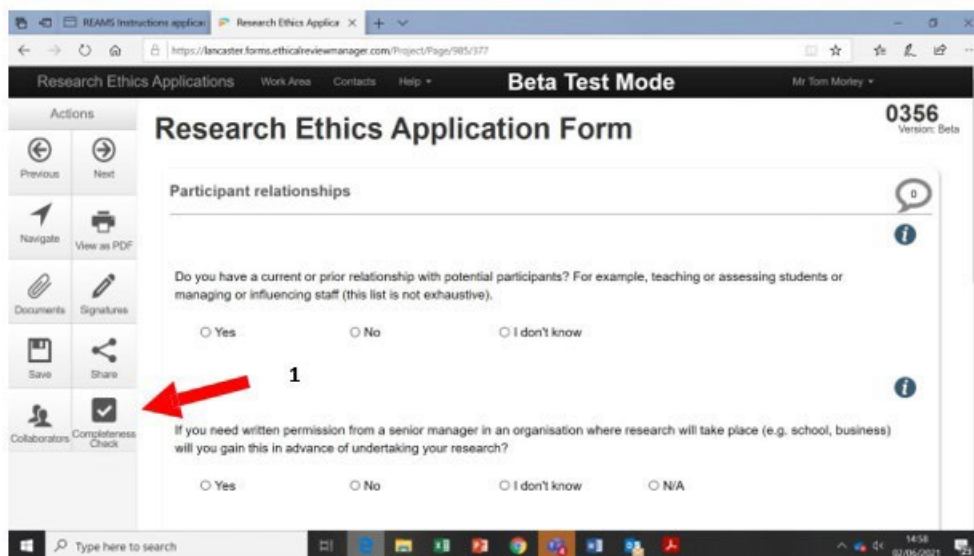 REAMS Instructions applicat
Research Ethics Applica
https://lancaster.forms.ethicalreviewmanager.com/Project/Page/985/377
Research Ethics Applications Work Area Contacts Help Beta Test Mode Mr Tom Morley
Actions
Previous Next
Navigate View as PDF
Documents Signatures
Save Share
Collaborators Completeness Check
Research Ethics Application Form
0356
Version: Beta
Participant relationships
0
Do you have a current or prior relationship with potential participants? For example, teaching or assessing students or
managing or influencing staff (this list is not exhaustive).
Yes No I don't know
1
If you need written permission from a senior manager in an organisation where research will take place (e.g. school, business)
will you gain this in advance of undertaking your research?
Yes No I don't know N/A
Type here to search
14:58
02/06/2021